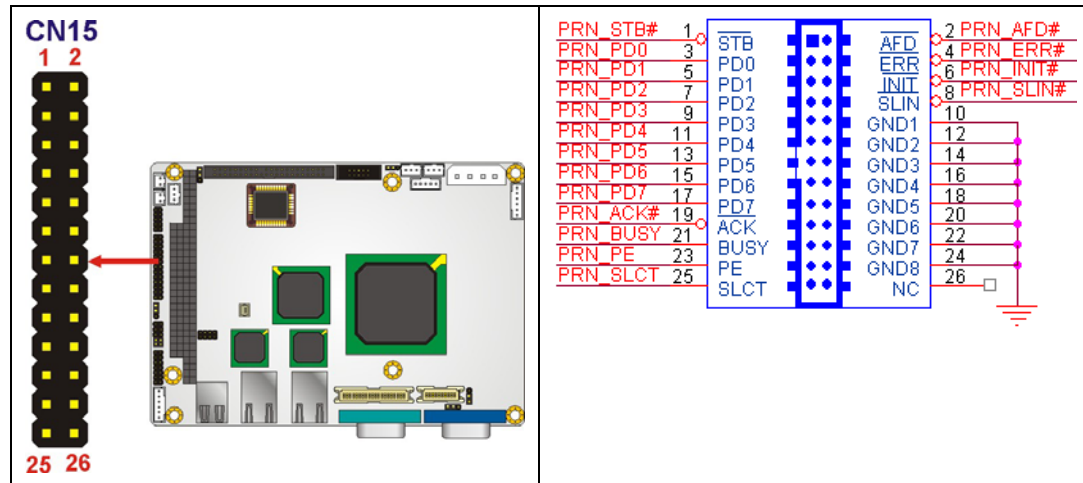 CN15
1 2
25 26
PRN_STB# 1 STB AFD 2 PRN_AFD#
PRN_PD0 3 PD0 ERR 4 PRN_ERR#
PRN_PD1 5 PD1 INIT 6 PRN_INIT#
PRN_PD2 7 PD2 SLIN 8 PRN_SLIN#
PRN_PD3 9 PD3 GND1 10
PRN_PD4 11 PD4 GND2 12
PRN_PD5 13 PD5 GND3 14
PRN_PD6 15 PD6 GND4 16
PRN_PD7 17 PD7 GND5 18
PRN_ACK# 19 ACK GND6 20
PRN_BUSY 21 BUSY GND7 22
PRN_PE 23 PE GND8 24
PRN_SLCT 25 SLCT NC 26